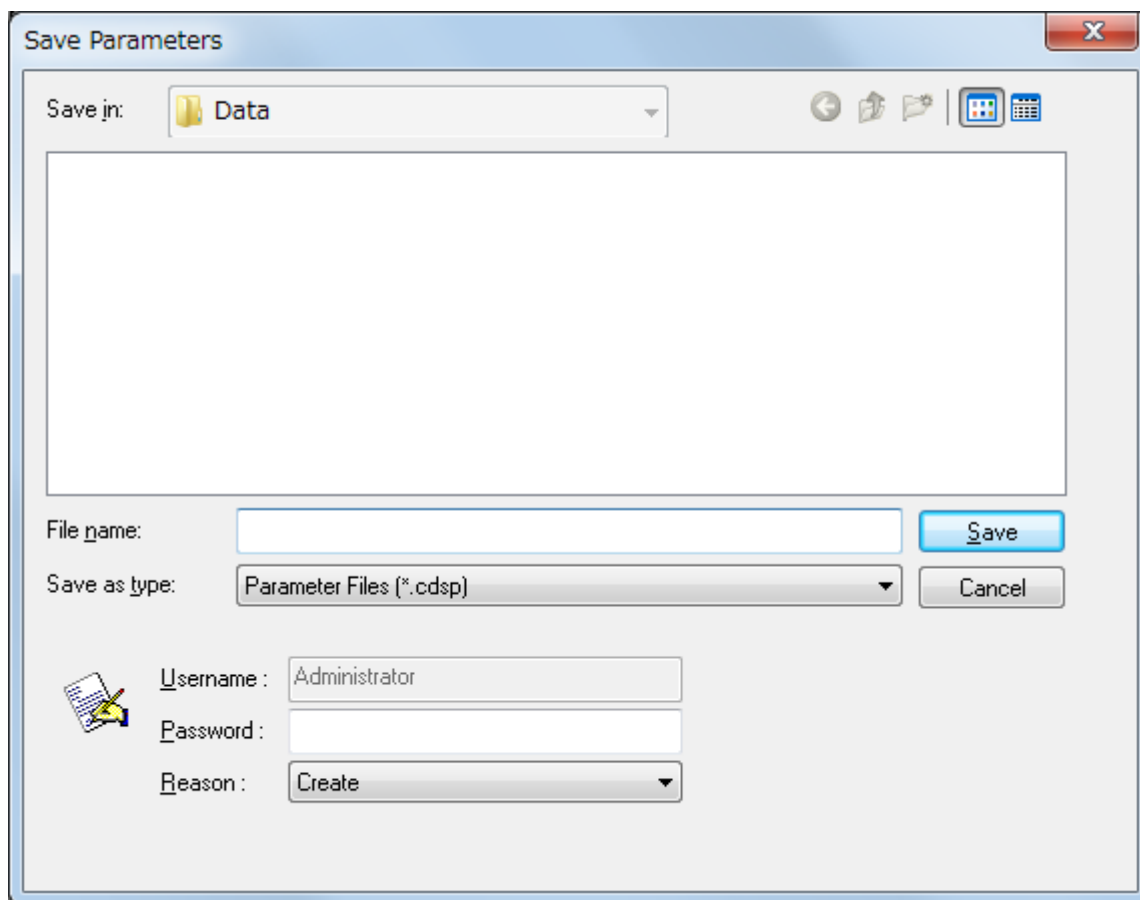 Save Parameters
x
Save in: Data
File name:
Save
Save as type: Parameter Files (*.cdsp)
Cancel
Username : Administrator
Password :
Reason : Create